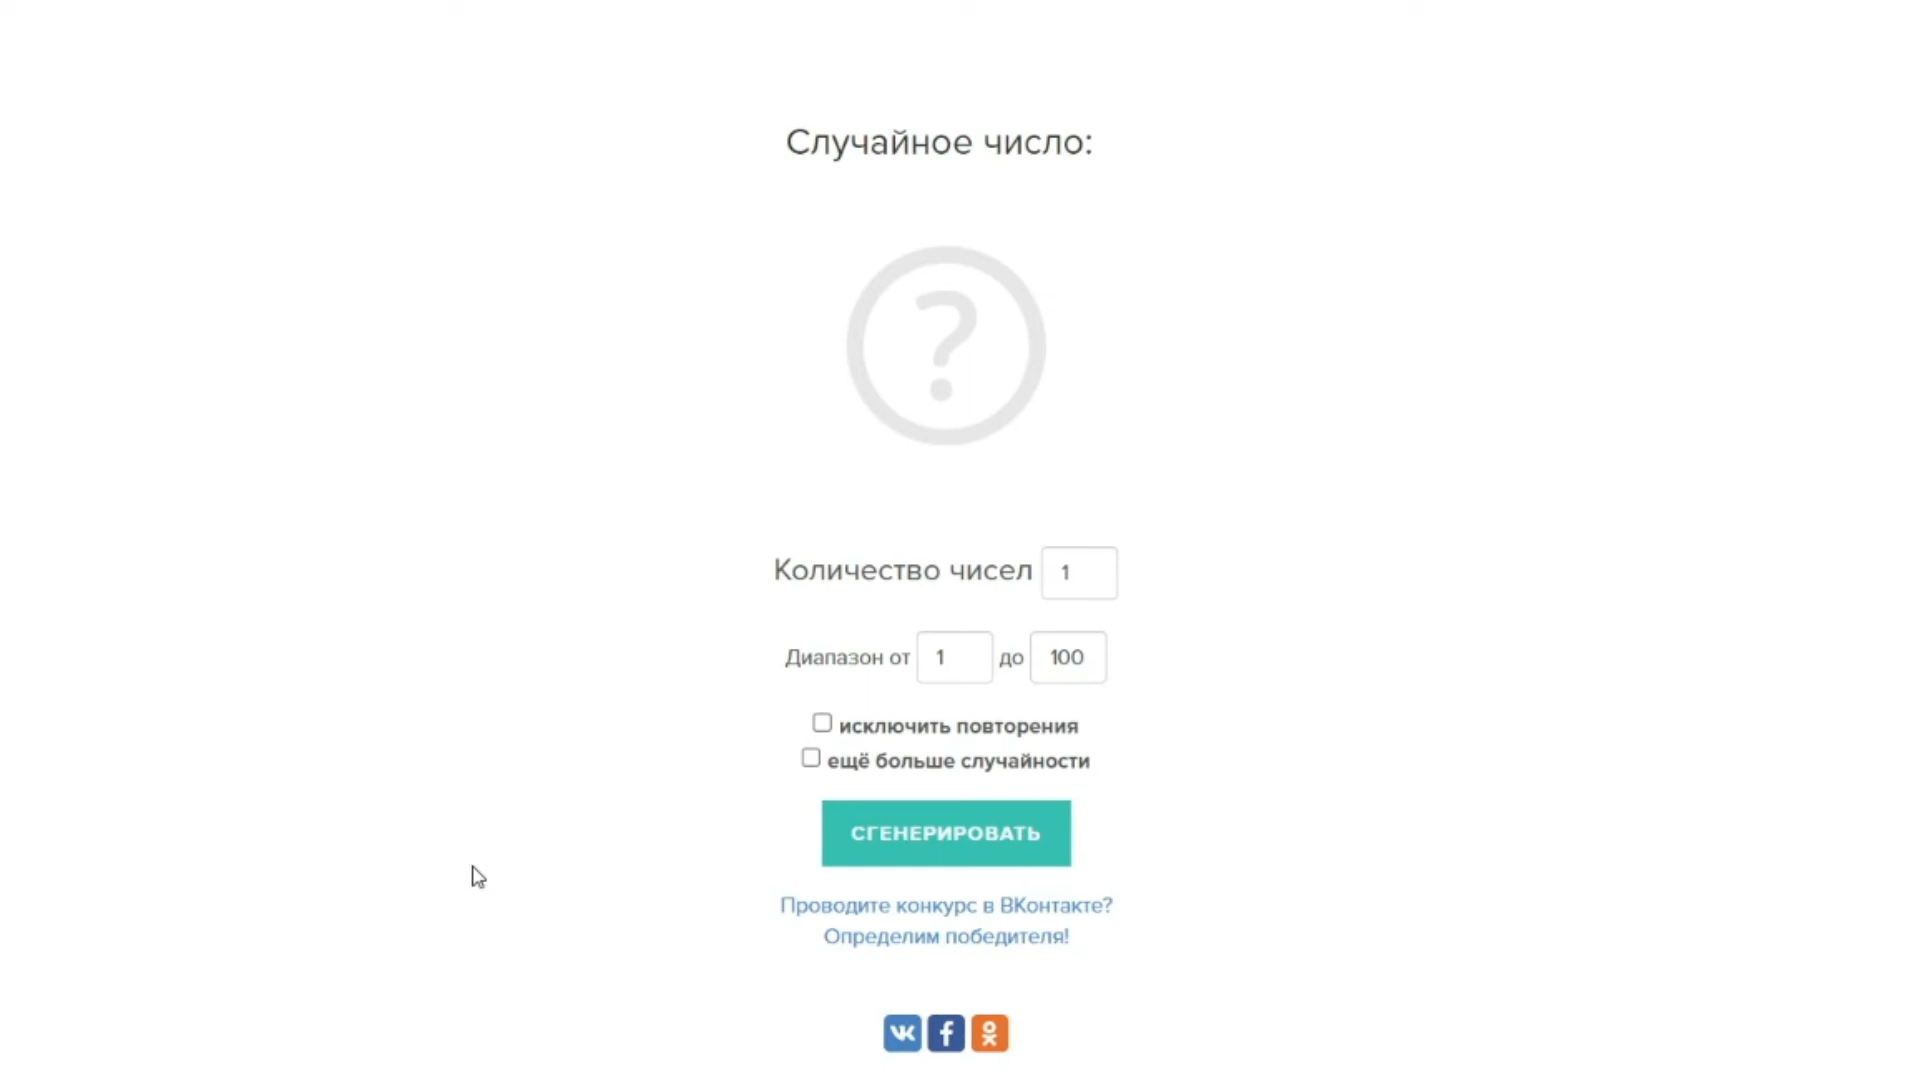 Случайное число:
?
Количество чисел 1
Диапазон от 1 до 100
исключить повторения
ещё больше случайности
СГЕНЕРИРОВАТЬ
Проводите конкурс в ВКонтакте?
Определим победителя!